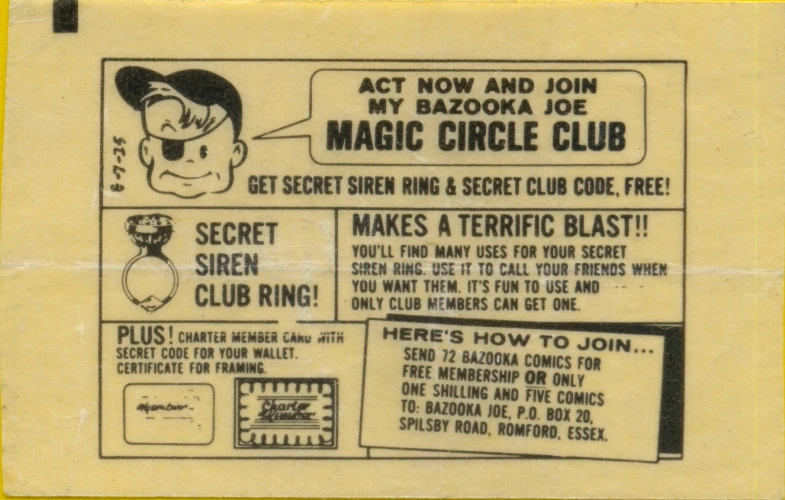 ACT NOW AND JOIN
MY BAZOOKA JOE
MAGIC CIRCLE CLUB
8-7-25
GET SECRET SIREN RING & SECRET CLUB CODE, FREE!
SECRET
SIREN
CLUB RING!
MAKES A TERRIFIC BLAST!!
YOU'LL FIND MANY USES FOR YOUR SECRET
SIREN RING. USE IT TO CALL YOUR FRIENDS WHEN
YOU WANT THEM. IT'S FUN TO USE AND
ONLY CLUB MEMBERS CAN GET ONE.
PLUS! CHARTER MEMBER CARD WITH
SECRET CODE FOR YOUR WALLET.
CERTIFICATE FOR FRAMING.
Charter
HERE'S HOW TO JOIN...
SEND 72 BAZOOKA COMICS FOR
FREE MEMBERSHIP OR ONLY
ONE SHILLING AND FIVE COMICS
TO: BAZOOKA JOE, P.O. BOX 20,
SPILSBY ROAD, ROMFORD, ESSEX.